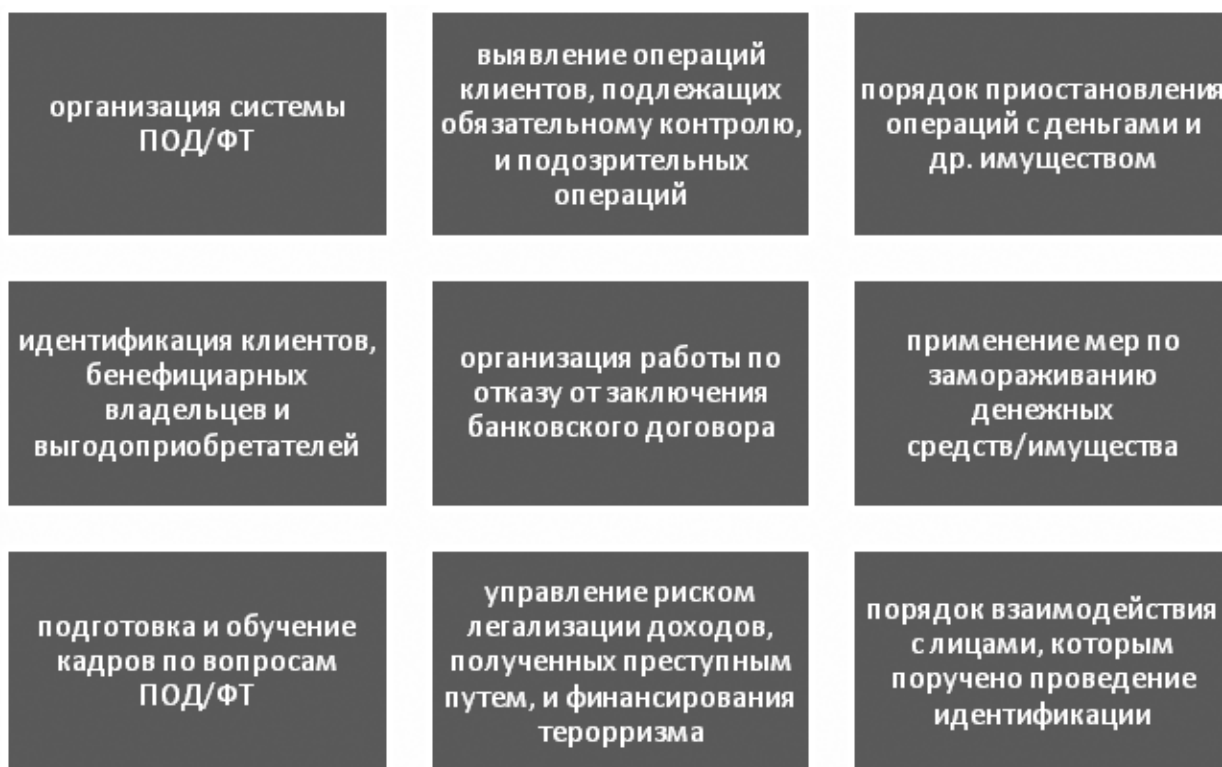 организация системы
ПОД/ФТ
выявление операций
клиентов, подлежащих
обязательному контролю,
и подозрительных
операций
порядок приостановления
операций с деньгами и
др. имуществом
идентификация клиентов,
бенефициарных
владельцев и
выгодоприобретателей
организация работы по
отказу от заключения
банковского договора
применение мер по
замораживанию
денежных
средств/имущества
подготовка и обучение
кадров по вопросам
ПОД/ФТ
управление риском
легализации доходов,
полученных преступным
путем, и финансирования
терорризма
порядок взаимодействия
с лицами, которым
поручено проведение
идентификации